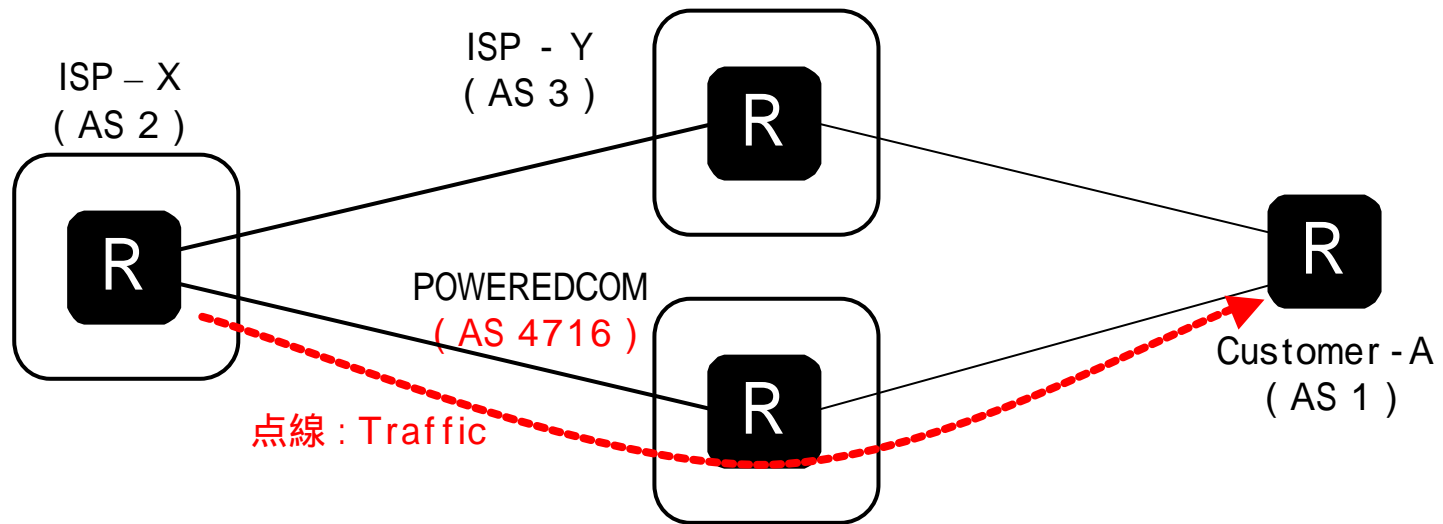 ISP - Y
( AS 3 )
ISP – X
( AS 2 )
R
R
R
POWEREDCOM
( AS 4716 )
R
Customer - A
( AS 1 )
点線 : Traffic